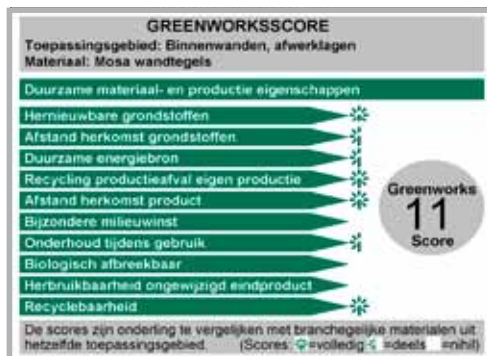 GREENWORKSSCORE
Toepassingsgebied: Binnenwanden, afwerklagen
Materiaal: Mosa wandtegels
Duurzame materiaal- en productie eigenschappen
Hernieuwbare grondstoffen
Afstand herkomst grondstoffen
Duurzame energiebron
Recycling productieafval eigen productie
Afstand herkomst product
Bijzondere milieuwinst
Onderhoud tijdens gebruik
Biologisch afbreekbaar
Herbruikbaarheid ongewijzigd eindproduct
Recyclebaarheid
Greenworks
11
Score
De scores zijn onderling te vergelijken met branchegelijke materialen uit
hetzelfde toepassingsgebied. (Scores: =volledig =deels =nihil)